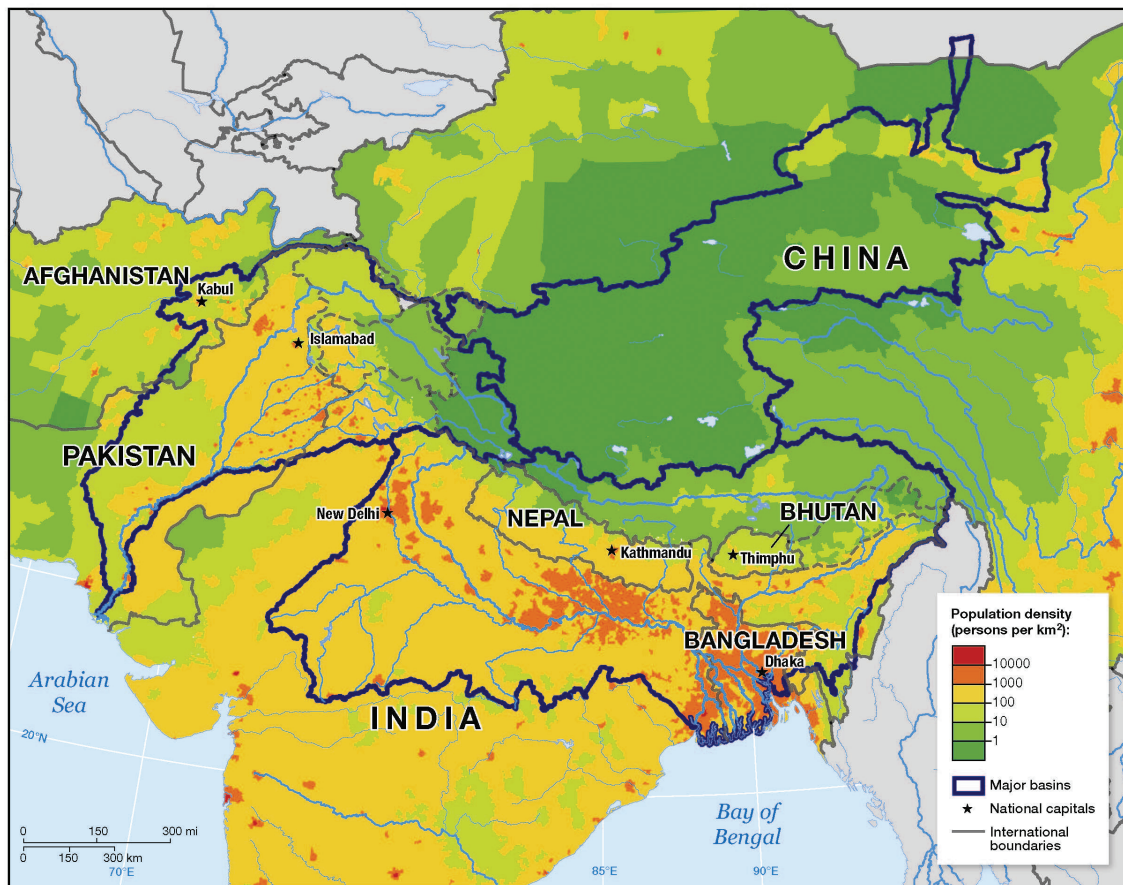 CHINA
AFGHANISTAN
Kabul
Islamabad
PAKISTAN
New Delhi
NEPAL
BHUTAN
Kathmandu
Thimphu
BANGLADESH
Dhaka
INDIA
Arabian
Sea
20°N
Bay of
Bengal
0 150 300 mi
0 150 300 km
70°E
85°E
90°E
Population density
(persons per km²):
10000
1000
100
10
1
Major basins
National capitals
International
boundaries